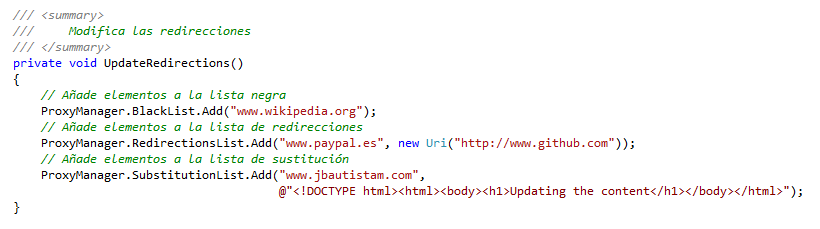 /// <summary>
///     Modifica las redirecciones
/// </summary>
private void UpdateRedirections()
{
    // Añade elementos a la lista negra
    ProxyManager.BlackList.Add("www.wikipedia.org");
    // Añade elementos a la lista de redirecciones
    ProxyManager.RedirectionsList.Add("www.paypal.es", new Uri("http://www.github.com"));
    // Añade elementos a la lista de sustitución
    ProxyManager.SubstitutionList.Add("www.jbautistam.com",
                                    @"<!DOCTYPE html><html><body><h1>Updating the content</h1></body></html>");
}